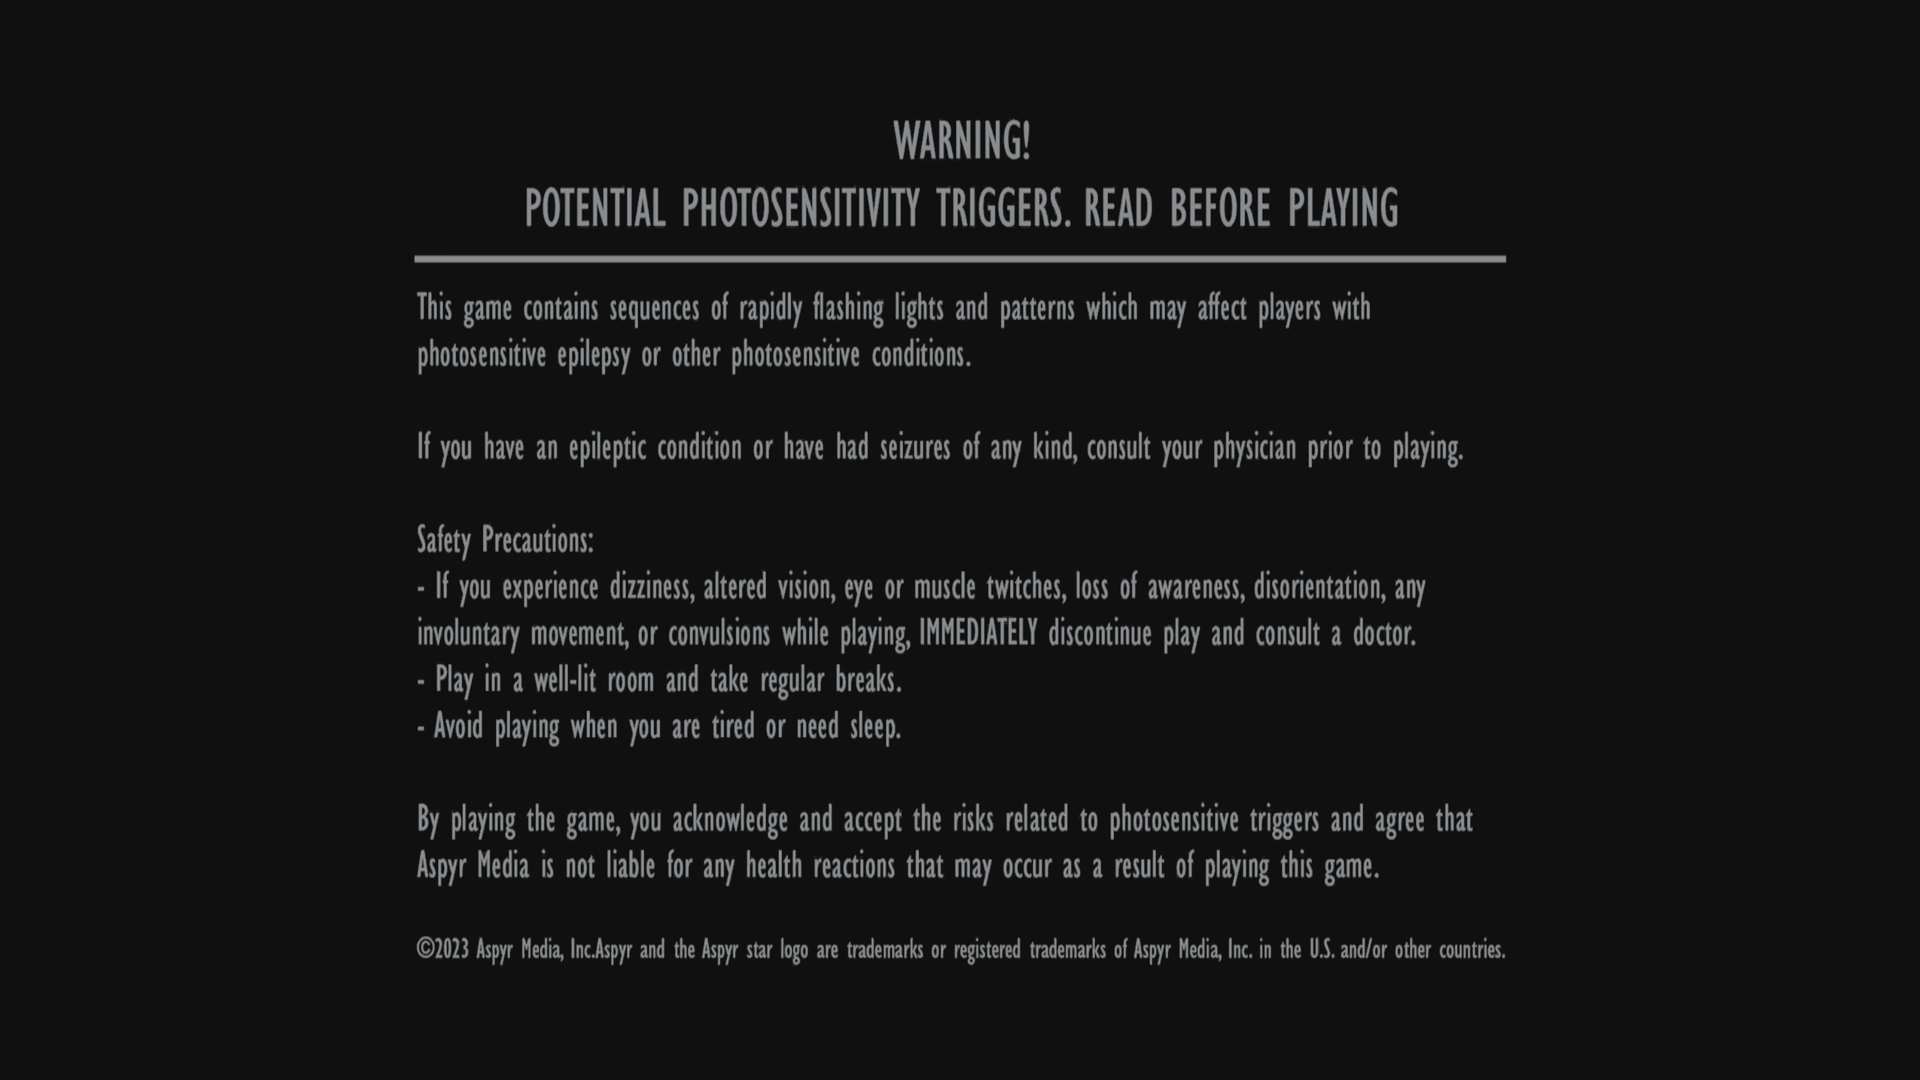 WARNING!
POTENTIAL PHOTOSENSITIVITY TRIGGERS. READ BEFORE PLAYING
This game contains sequences of rapidly flashing lights and patterns which may affect players with
photosensitive epilepsy or other photosensitive conditions.
If you have an epileptic condition or have had seizures of any kind, consult your physician prior to playing.
Safety Precautions:
- If you experience dizziness, altered vision, eye or muscle twitches, loss of awareness, disorientation, any
involuntary movement, or convulsions while playing, IMMEDIATELY discontinue play and consult a doctor.
- Play in a well-lit room and take regular breaks.
- Avoid playing when you are tired or need sleep.
By playing the game, you acknowledge and accept the risks related to photosensitive triggers and agree that
Aspyr Media is not liable for any health reactions that may occur as a result of playing this game.
©2023 Aspyr Media, Inc.Aspyr and the Aspyr star logo are trademarks or registered trademarks of Aspyr Media, Inc. in the U.S. and/or other countries.